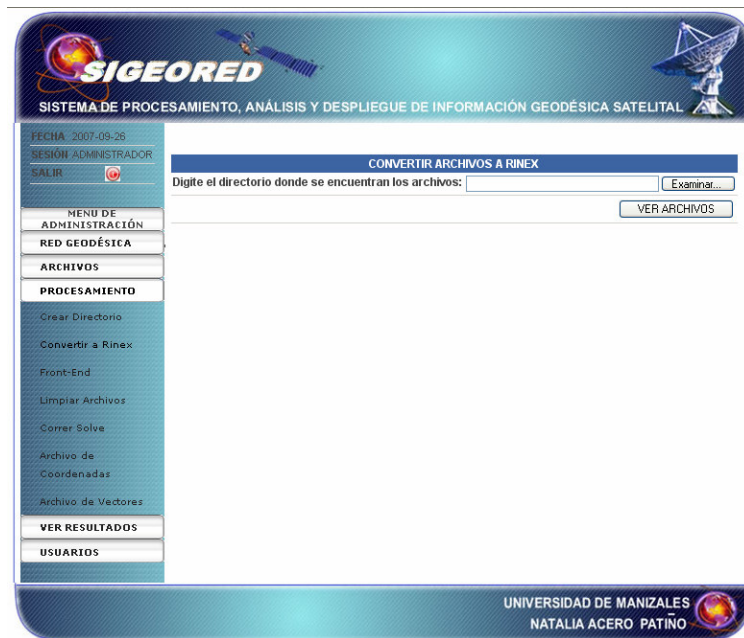 SIGEORED
SISTEMA DE PROCESAMIENTO, ANÁLISIS Y DESPLIEGUE DE INFORMACIÓN GEODÉSICA SATELITAL
FECHA 2007-09-26
SESIÓN ADMINISTRADOR
SALIR
MENU DE
ADMINISTRACIÓN
RED GEODÉSICA
ARCHIVOS
PROCESAMIENTO
Crear Directorio
Convertir a Rinex
Front-End
Limpiar Archivos
Correr Solve
Archivo de
Coordenadas
Archivo de Vectores
VER RESULTADOS
USUARIOS
CONVERTIR ARCHIVOS A RINEX
Digite el directorio donde se encuentran los archivos:
Examinar...
VER ARCHIVOS
UNIVERSIDAD DE MANIZALES
NATALIA ACERO PATIÑO